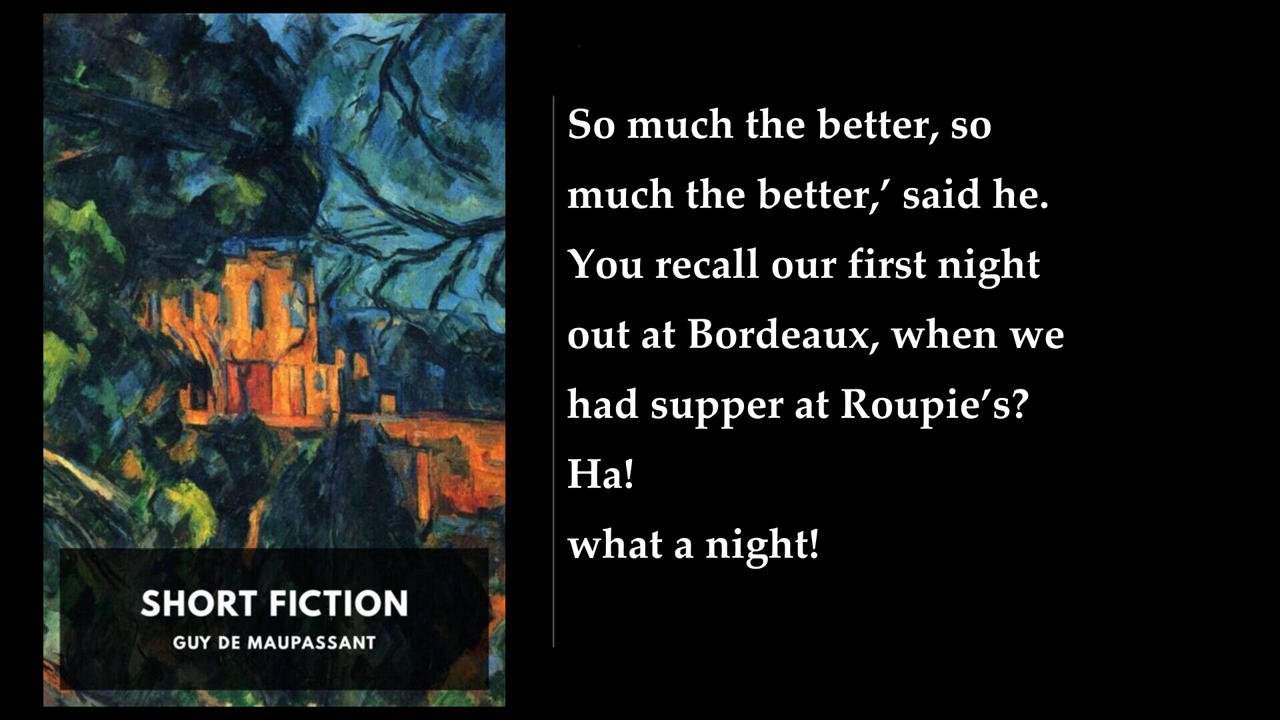 SHORT FICTION
GUY DE MAUPASSANT
So much the better, so
much the better,’ said he.
You recall our first night
out at Bordeaux, when we
had supper at Roupie’s?
Ha!
what a night!